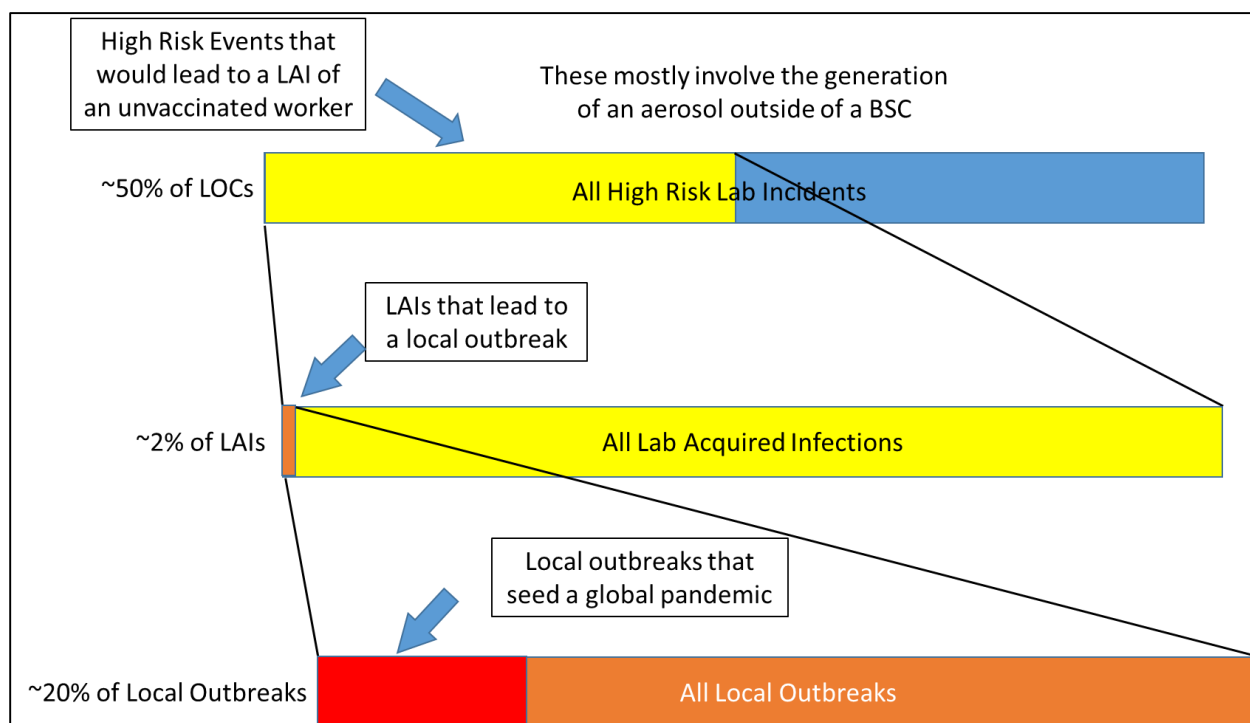 High Risk Events that
would lead to a LAI of
an unvaccinated worker
These mostly involve the generation
of an aerosol outside of a BSC
~50% of LOCs
All High Risk Lab Incidents
LAIs that lead to
a local outbreak
~2% of LAIs
All Lab Acquired Infections
Local outbreaks that
seed a global pandemic
~20% of Local Outbreaks
All Local Outbreaks